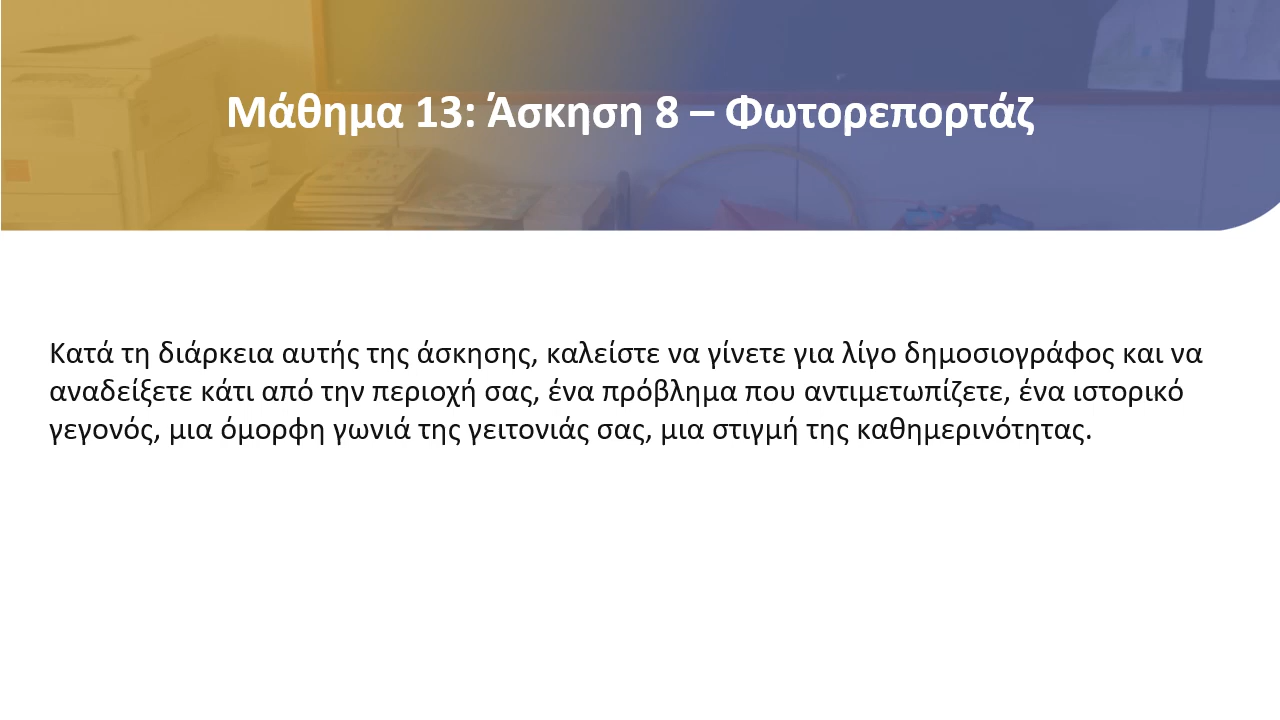 Μάθημα 13: Άσκηση 8 – Φωτορεπορτάζ
Κατά τη διάρκεια αυτής της άσκησης, καλείστε να γίνετε για λίγο δημοσιογράφος και να
αναδείξετε κάτι από την περιοχή σας, ένα πρόβλημα που αντιμετωπίζετε, ένα ιστορικό
γεγονός, μια όμορφη γωνιά της γειτονιάς σας, μια στιγμή της καθημερινότητας.